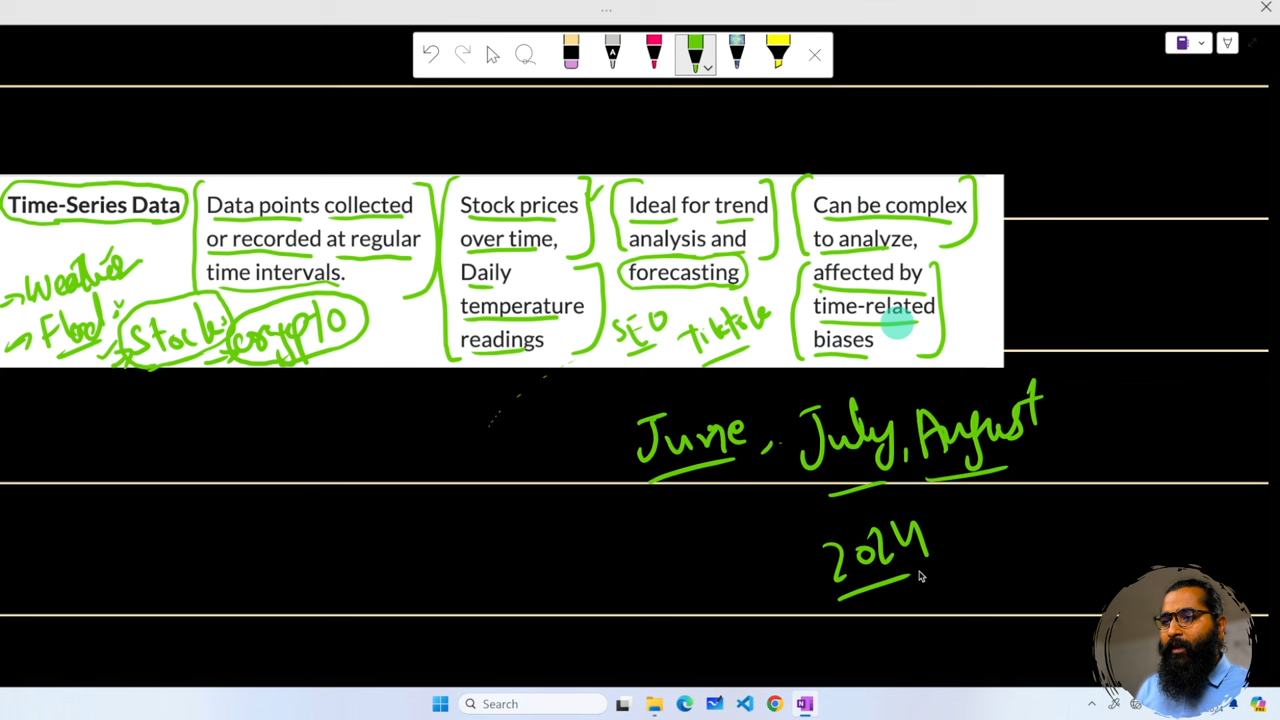 Time-Series Data
Data points collected
or recorded at regular
time intervals.
Stock prices
over time,
Daily
temperature
readings
Ideal for trend
analysis and
forecasting
Can be complex
to analyze,
affected by
time-related
biases
Weather
Flood
Stock
crypto
SEO
Tiktok
June, July, August
2024
Search